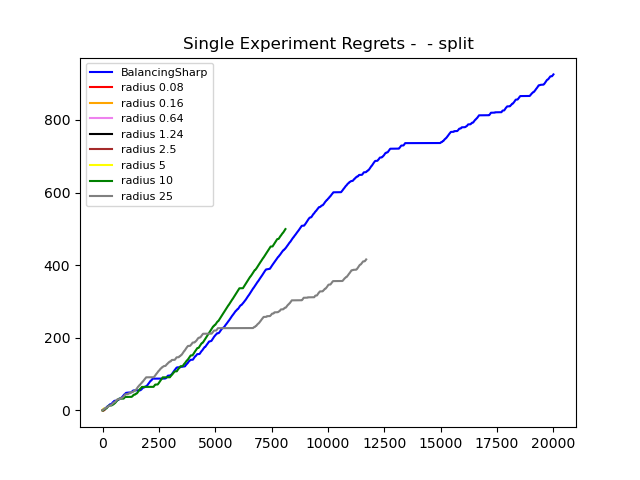 Single Experiment Regrets -  - split
BalancingSharp
radius 0.08
radius 0.16
radius 0.64
radius 1.24
radius 2.5
radius 5
radius 10
radius 25
800
600
400
200
0
0 2500 5000 7500 10000 12500 15000 17500 20000